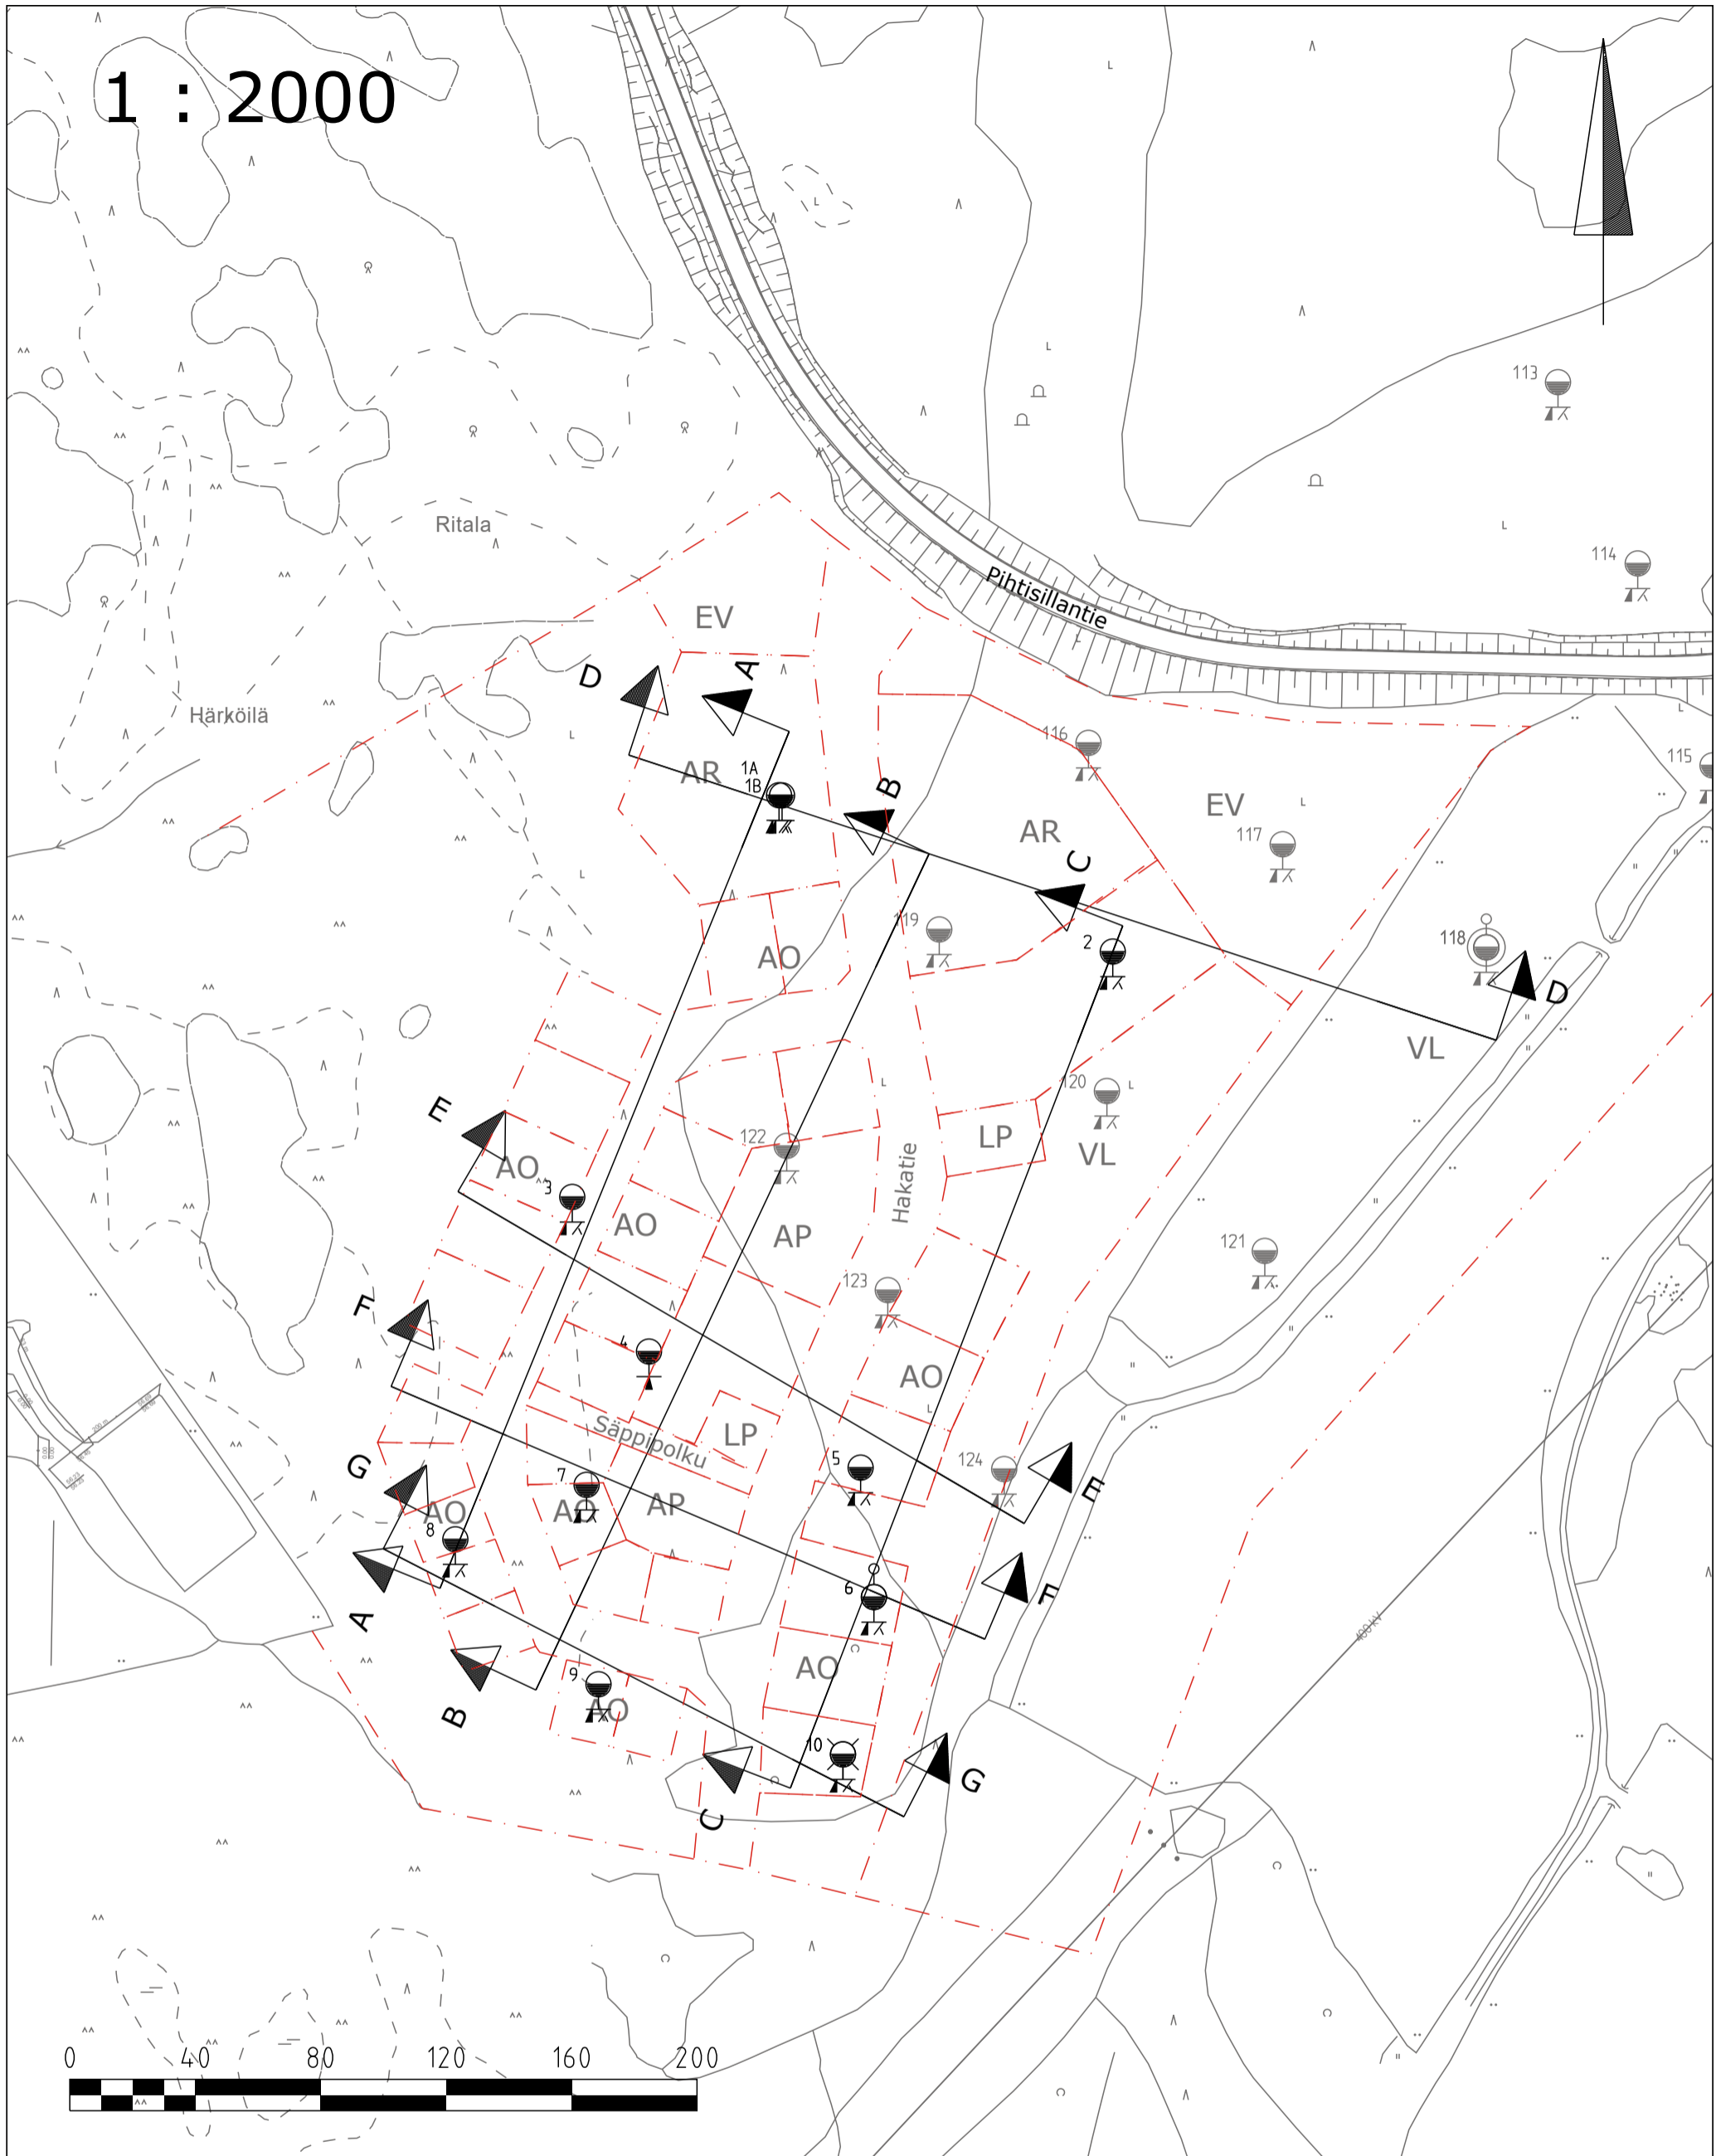 1 : 2000
113
Ritala
114
Pihtisillantie
EV
D
A
Härköilä
116
115
1A
AR
1B
B
EV
AR
117
C
119
2
118
AO
D
VL
E
120
122
LP
VL
AO
3
Hakatie
AO
AP
121
F
123
4
AO
Säppipolku
LP
G
5
124
7
E
AO
AO
AP
8
6
F
A
AO
9
B
AO
10
G
C
400 kV
0 40 80 120 160 200